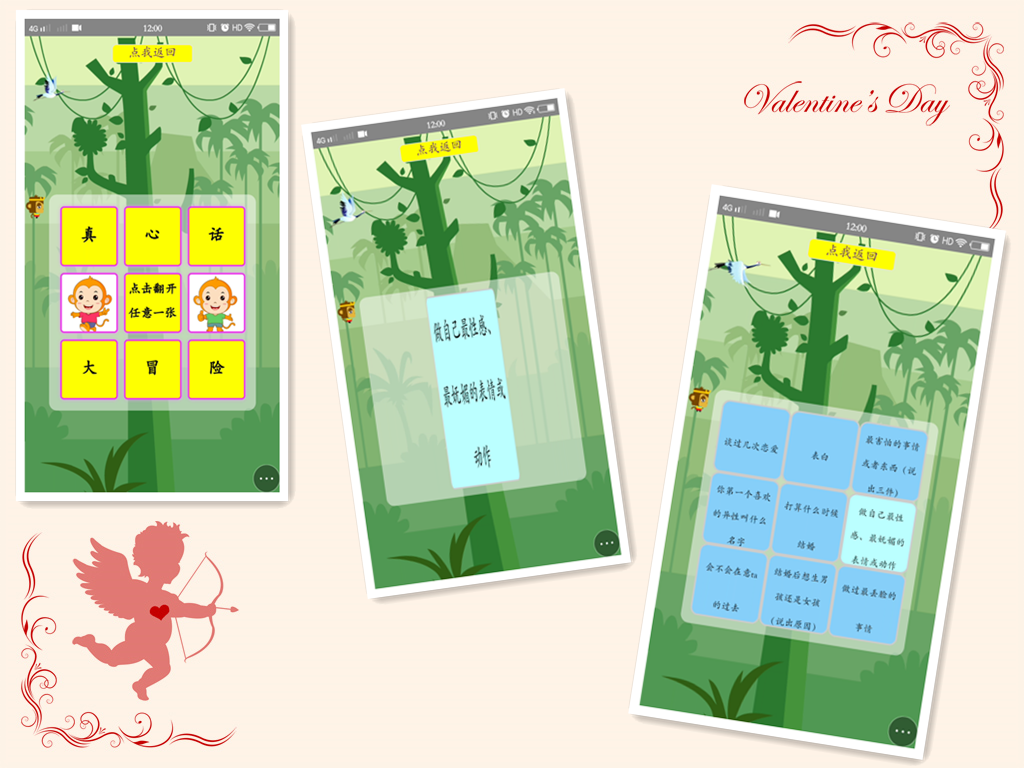 4G
12:00
HD
点我返回
真
心
话
点击翻开
任意一张
大
冒
险
4G
12:00
HD
点我返回
做自己最性感、
最妩媚的表情或
动作
Valentine's Day
4G
12:00
HD
点我返回
谈过几次恋爱
表白
最害怕的事情
或者东西（说
出三件）
你第一个喜欢
的异性叫什么
名字
打算什么时候
结婚
做自己最性
感、最妩媚的
表情或动作
会不会在意ta
的过去
结婚后想生男
孩还是女孩
（说出原因）
做过最丢脸的
事情